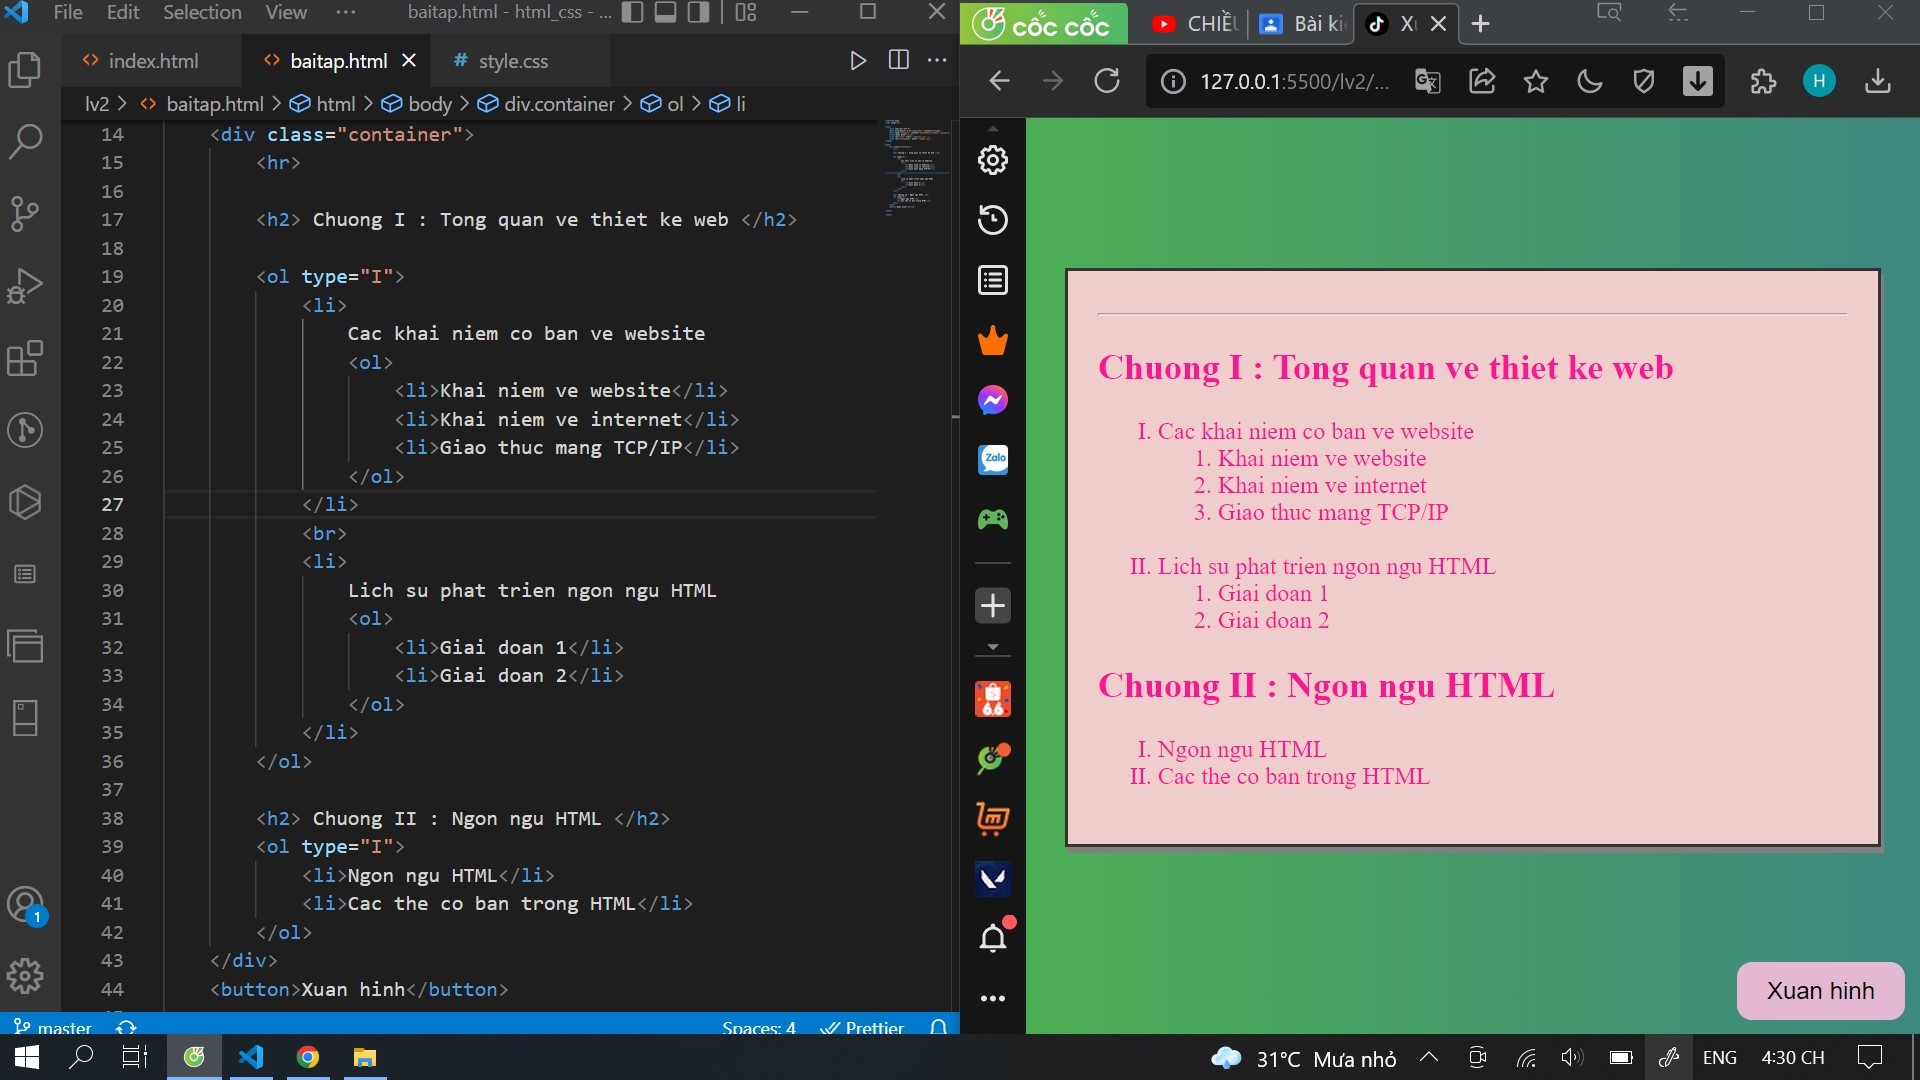 File Edit Selection View ··· baitap.html - html_css - ...
index.html baitap.html # style.css
lv2 > baitap.html > html > body > div.container > ol > li
14 <div class="container">
15 <hr>
16
17 <h2> Chuong I : Tong quan ve thiet ke web </h2>
18
19 <ol type="I">
20 <li>
21 Cac khai niem co ban ve website
22 <ol>
23 <li>Khai niem ve website</li>
24 <li>Khai niem ve internet</li>
25 <li>Giao thuc mang TCP/IP</li>
26 </ol>
27 </li>
28 <br>
29 <li>
30 Lich su phat trien ngon ngu HTML
31 <ol>
32 <li>Giai doan 1</li>
33 <li>Giai doan 2</li>
34 </ol>
35 </li>
36 </ol>
37
38 <h2> Chuong II : Ngon ngu HTML </h2>
39 <ol type="I">
40 <li>Ngon ngu HTML</li>
41 <li>Cac the co ban trong HTML</li>
42 </ol>
43 </div>
44 <button>Xuan hinh</button>
1
master Spaces: 4 Prettier
CỐC CỐC CHIỀU Bài ki
127.0.0.1:5500/lv2/...
H
Zalo
6.6
Chuong I : Tong quan ve thiet ke web
I. Cac khai niem co ban ve website
1. Khai niem ve website
2. Khai niem ve internet
3. Giao thuc mang TCP/IP
II. Lich su phat trien ngon ngu HTML
1. Giai doan 1
2. Giai doan 2
Chuong II : Ngon ngu HTML
I. Ngon ngu HTML
II. Cac the co ban trong HTML
Xuan hinh
31°C Mưa nhỏ ENG 4:30 CH